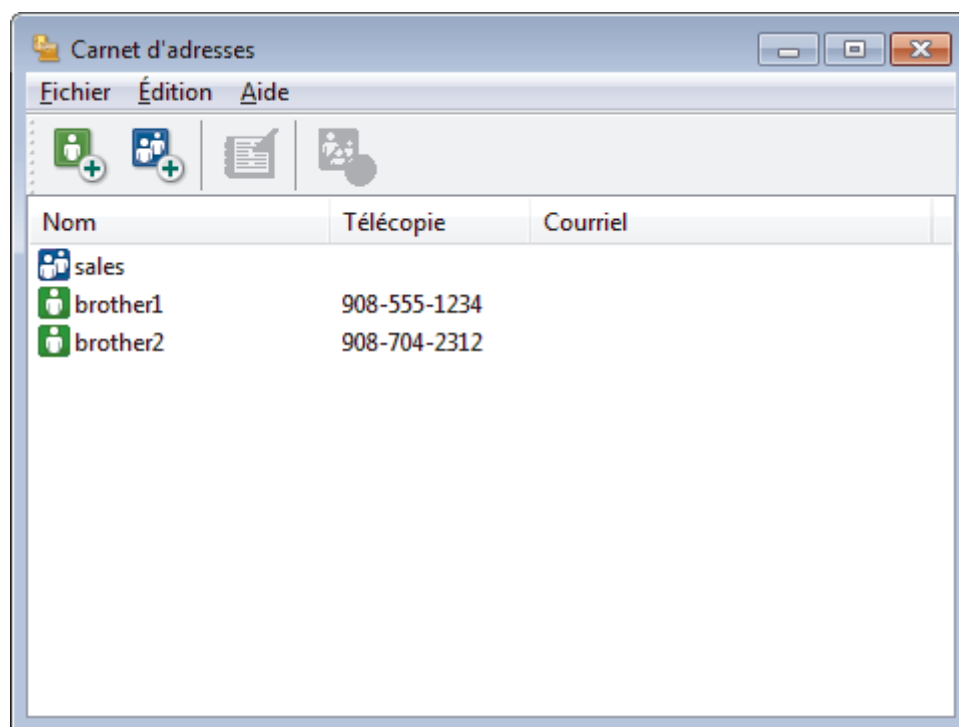 Carnet d'adresses
Fichier Édition Aide
Nom Télécopie Courriel
sales
brother1 908-555-1234
brother2 908-704-2312